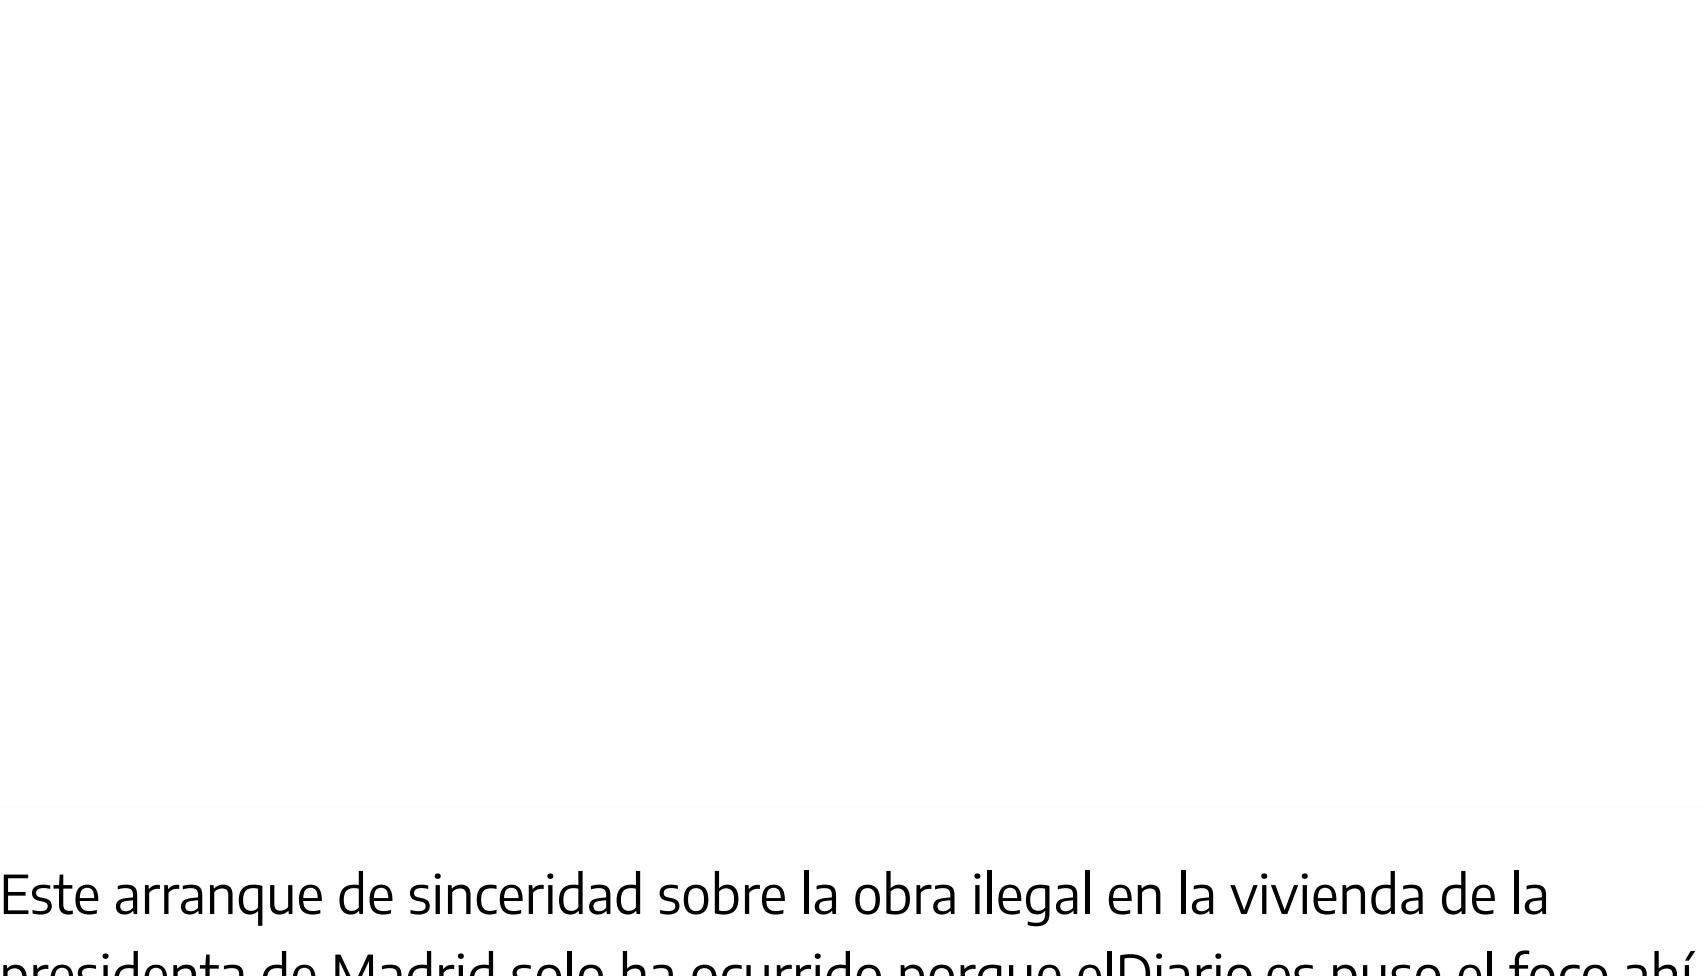 Este arranque de sinceridad sobre la obra ilegal en la vivienda de la
presidenta de Madrid solo ha ocurrido porque elDiario.es puso el foco ahí